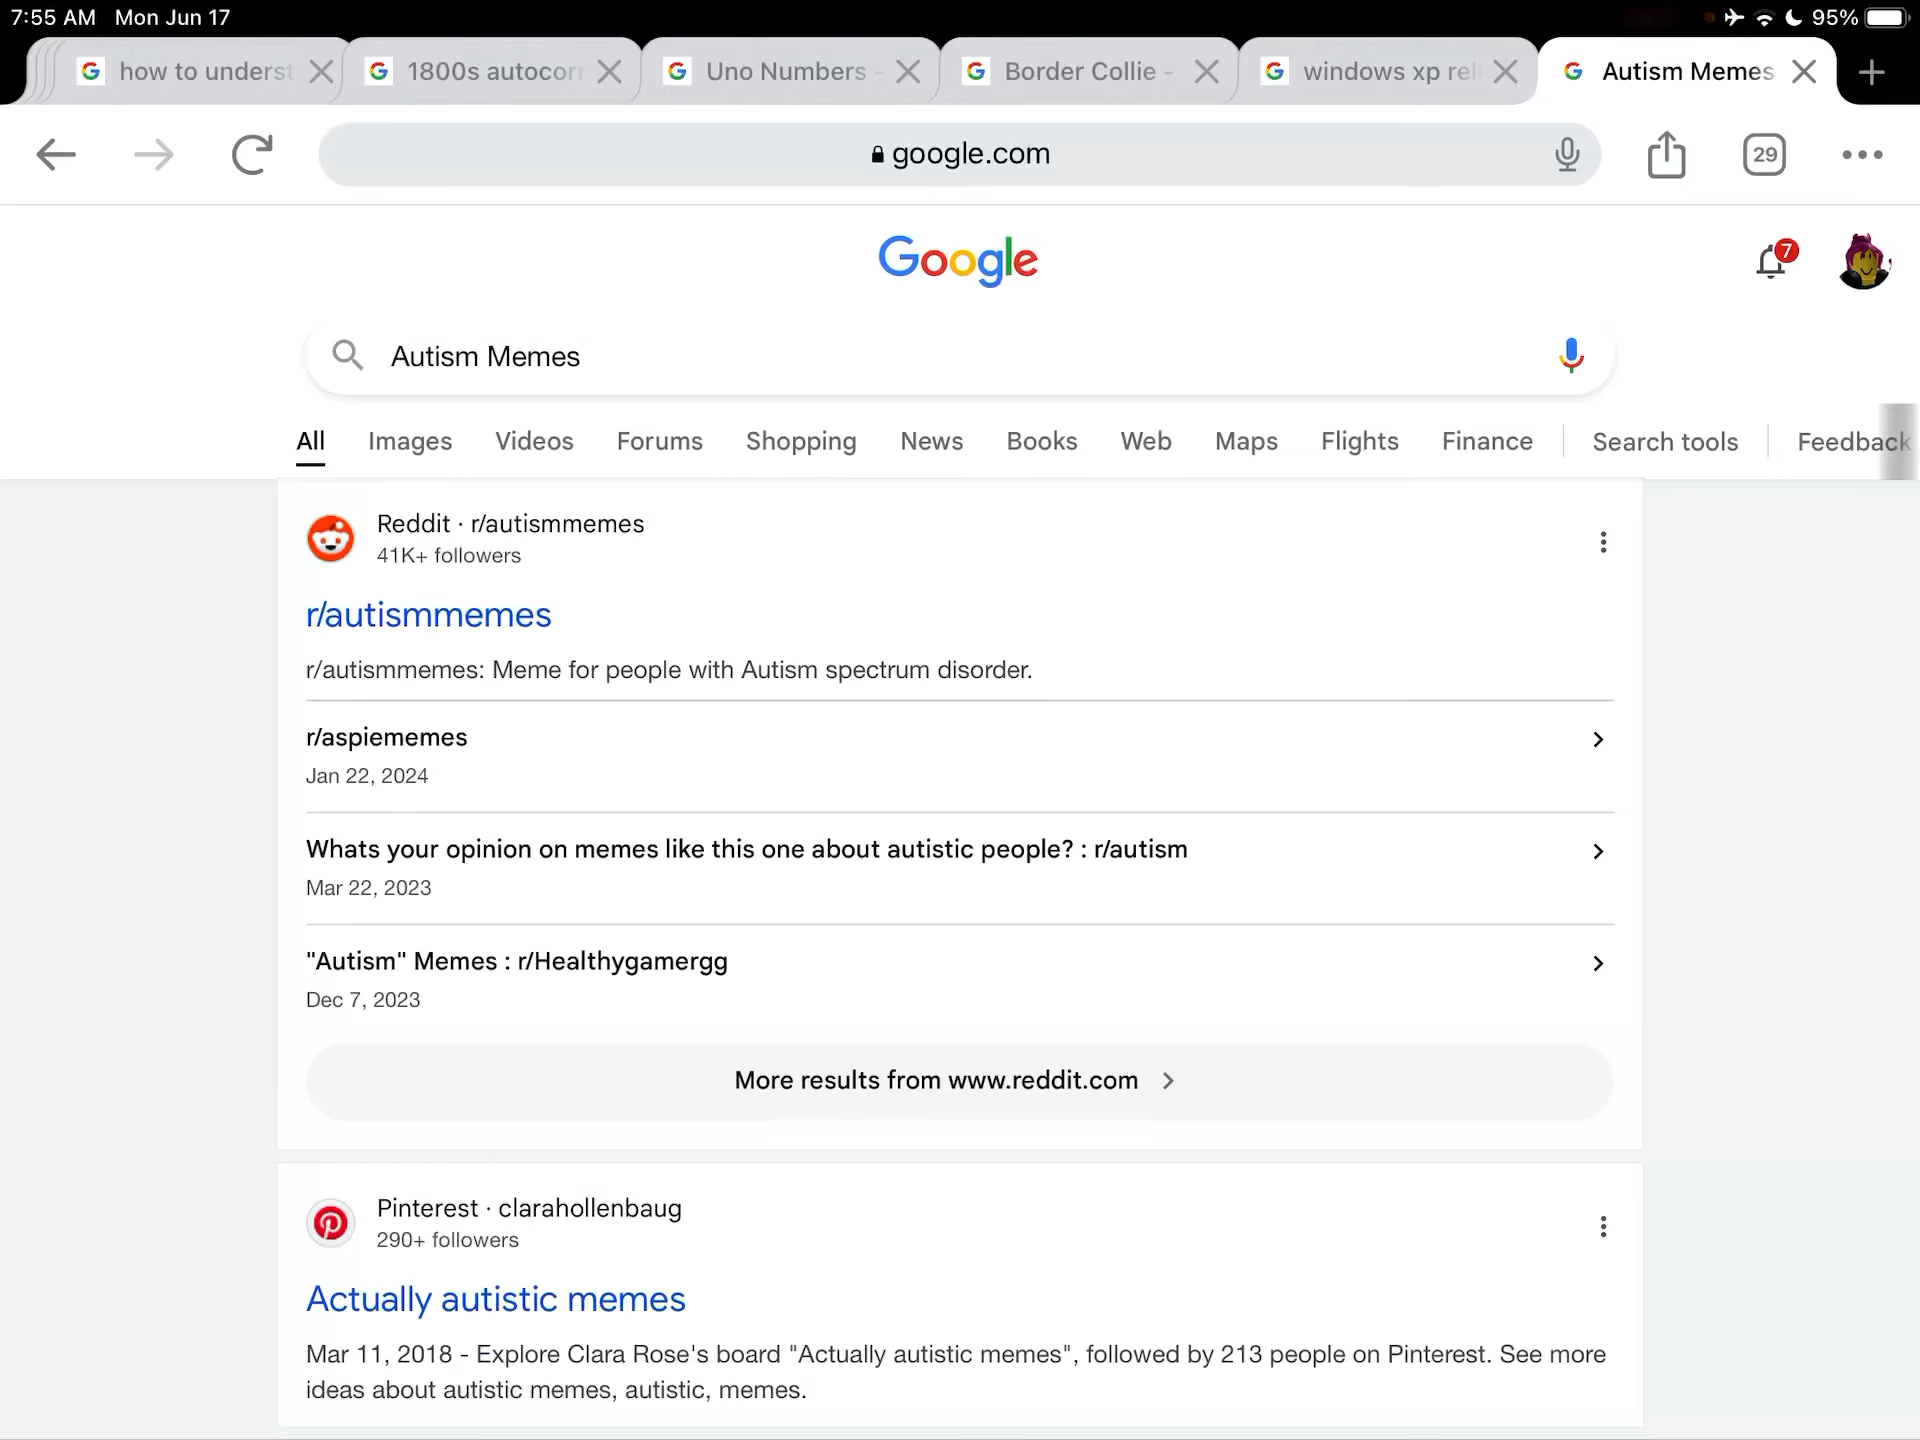 7:55 AM Mon Jun 17
95%
how to underst
1800s autocorr
Uno Numbers -
Border Collie -
windows xp rel
Autism Memes
google.com
29
Google
7
Autism Memes
All Images Videos Forums Shopping News Books Web Maps Flights Finance Search tools Feedback
Reddit · r/autismmemes
41K+ followers
r/autismmemes
r/autismmemes: Meme for people with Autism spectrum disorder.
r/aspiememes
Jan 22, 2024
Whats your opinion on memes like this one about autistic people? : r/autism
Mar 22, 2023
"Autism" Memes : r/Healthygamergg
Dec 7, 2023
More results from www.reddit.com
Pinterest · clarahollenbaug
290+ followers
Actually autistic memes
Mar 11, 2018 - Explore Clara Rose's board "Actually autistic memes", followed by 213 people on Pinterest. See more
ideas about autistic memes, autistic, memes.